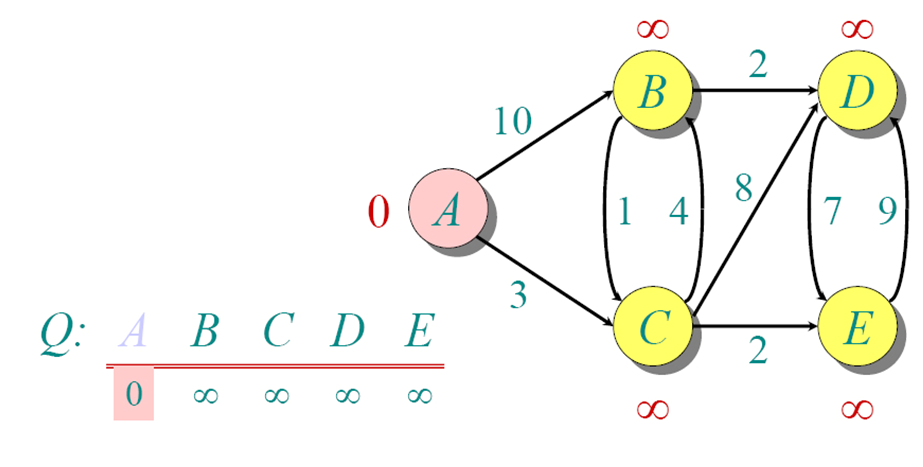 ∞ ∞
B 2 D
10
0 A 1 4 8 7 9
3
C 2 E
∞ ∞
Q: A B C D E
0 ∞ ∞ ∞ ∞